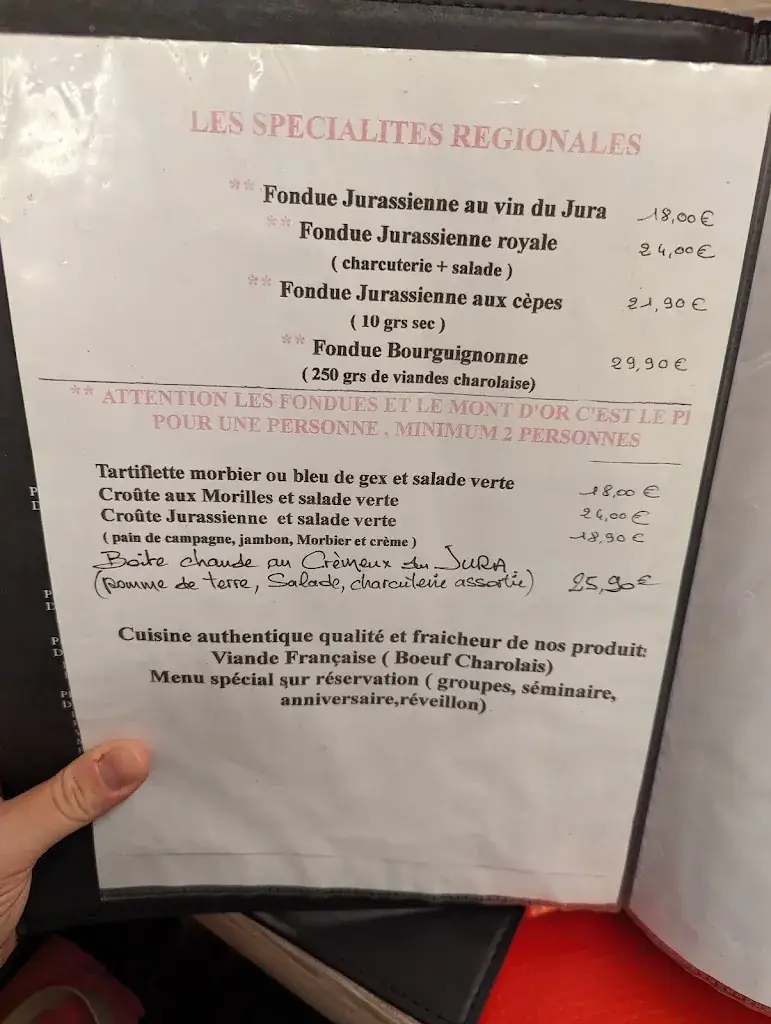 LES SPECIALITES REGIONALES
** Fondue Jurassienne au vin du Jura 18,00 €
** Fondue Jurassienne royale 24,00 €
( charcuterie + salade )
** Fondue Jurassienne aux cèpes 21,90 €
( 10 grs sec )
** Fondue Bourguignonne 29,90 €
( 250 grs de viandes charolaise)
** ATTENTION LES FONDUES ET LE MONT D'OR C'EST LE PI
POUR UNE PERSONNE , MINIMUM 2 PERSONNES
Tartiflette morbier ou bleu de gex et salade verte 18,00 €
Croûte aux Morilles et salade verte 24,00 €
Croûte Jurassienne et salade verte 18,90 €
( pain de campagne, jambon, Morbier et crème )
Boite chaude au Crèmeux du JURA
(pomme de terre, Salade, charcuterie assortie) 25,90 €
Cuisine authentique qualité et fraicheur de nos produit:
Viande Française ( Boeuf Charolais)
Menu spécial sur réservation ( groupes, séminaire,
anniversaire,réveillon)